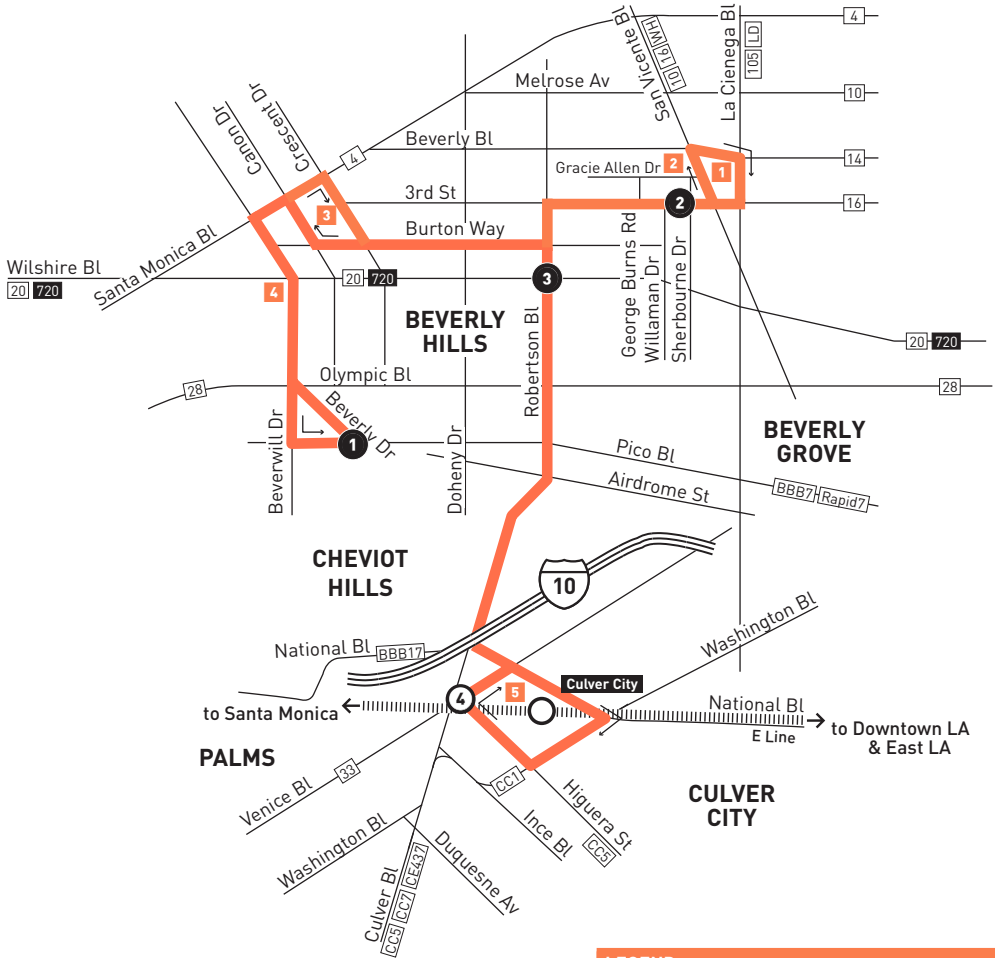 San Vicente Bl
10 16 WH
La Cienega Bl
105 LD
4
Melrose Av
10
Canon Dr
Crescent Dr
4
Beverly Bl
2
1
14
Gracie Allen Dr
3rd St
2
16
3
Burton Way
Santa Monica Bl
Wilshire Bl
20 720
4
20 720
3
George Burns Rd
Willaman Dr
Sherbourne Dr
BEVERLY
HILLS
Robertson Bl
20 720
Olympic Bl
28
28
Beverly Dr
Beverwill Dr
1
Doheny Dr
BEVERLY
GROVE
Pico Bl
BBB7 Rapid7
Airdrome St
CHEVIOT
HILLS
10
Washington Bl
National Bl
BBB17
Culver City
4
5
to Santa Monica
National Bl
E Line
to Downtown LA
& East LA
PALMS
Venice Bl
33
CC1
Higuera St
CC5
CULVER
CITY
Ince Bl
Washington Bl
Duquesne Av
Culver Bl
CC5 CC7 CE437